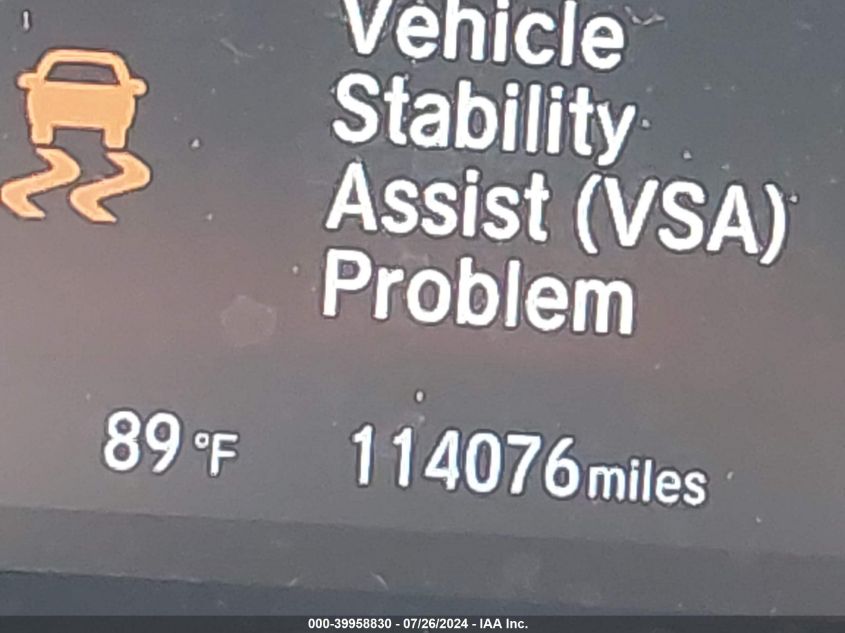 Vehicle
Stability
Assist (VSA)
Problem
89 °F 114076 miles
000-39958830 - 07/26/2024 - IAA Inc.